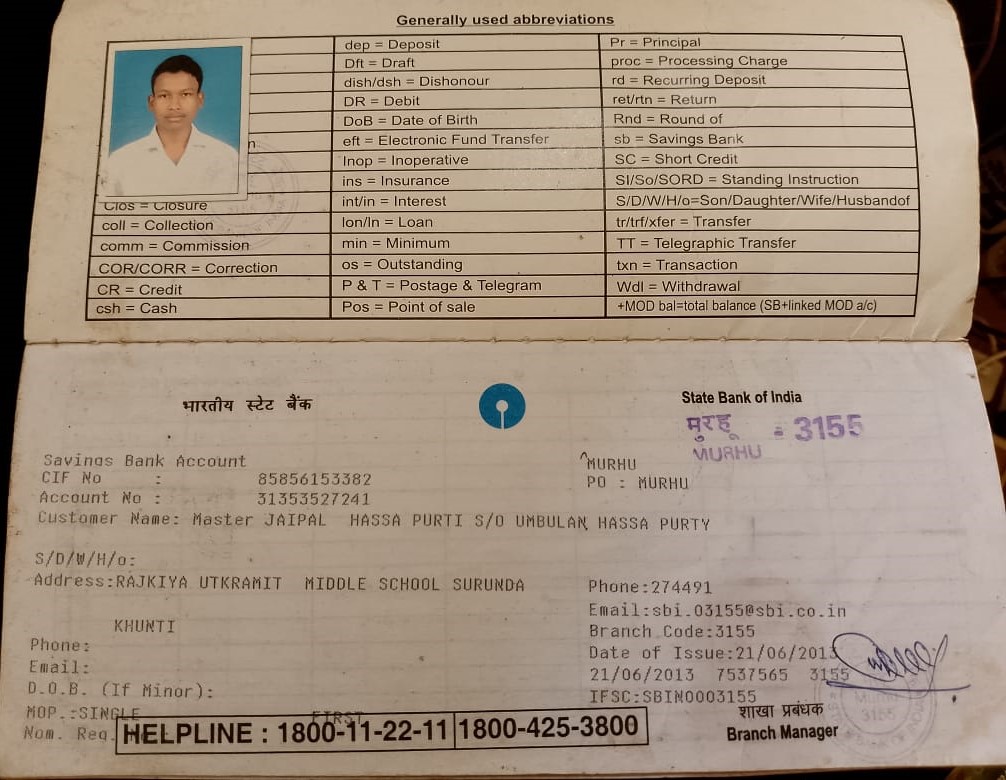 Generally used abbreviations
dep = Deposit
Pr = Principal
Dft = Draft
proc = Processing Charge
dish/dsh = Dishonour
rd = Recurring Deposit
DR = Debit
ret/rtn = Return
DoB = Date of Birth
Rnd = Round of
eft = Electronic Fund Transfer
sb = Savings Bank
Inop = Inoperative
SC = Short Credit
ins = Insurance
SI/So/SORD = Standing Instruction
Clos = Closure
int/in = Interest
S/D/W/H/o=Son/Daughter/Wife/Husbandof
coll = Collection
lon/ln = Loan
tr/trf/xfer = Transfer
comm = Commission
min = Minimum
TT = Telegraphic Transfer
COR/CORR = Correction
os = Outstanding
txn = Transaction
CR = Credit
P & T = Postage & Telegram
Wdl = Withdrawal
csh = Cash
Pos = Point of sale
+MOD bal=total balance (SB+linked MOD a/c)
भारतीय स्टेट बैंक
State Bank of India
मुरहू - 3155
MURHU
Savings Bank Account
MURHU
CIF No : 85856153382
PO : MURHU
Account No : 31353527241
Customer Name: Master JAIPAL HASSA PURTI S/O UMBULAN HASSA PURTY
S/D/W/H/o:
Address:RAJKIYA UTKRAMIT MIDDLE SCHOOL SURUNDA
Phone:274491
Email:sbi.03155@sbi.co.in
KHUNTI
Branch Code:3155
Phone:
Date of Issue:21/06/2013
Email:
21/06/2013 7537565 3155
D.O.B. (If Minor):
IFSC:SBIN0003155
MOP.:SINGLE
शाखा प्रबंधक
Nom. Reg.
HELPLINE : 1800-11-22-11 1800-425-3800
Branch Manager